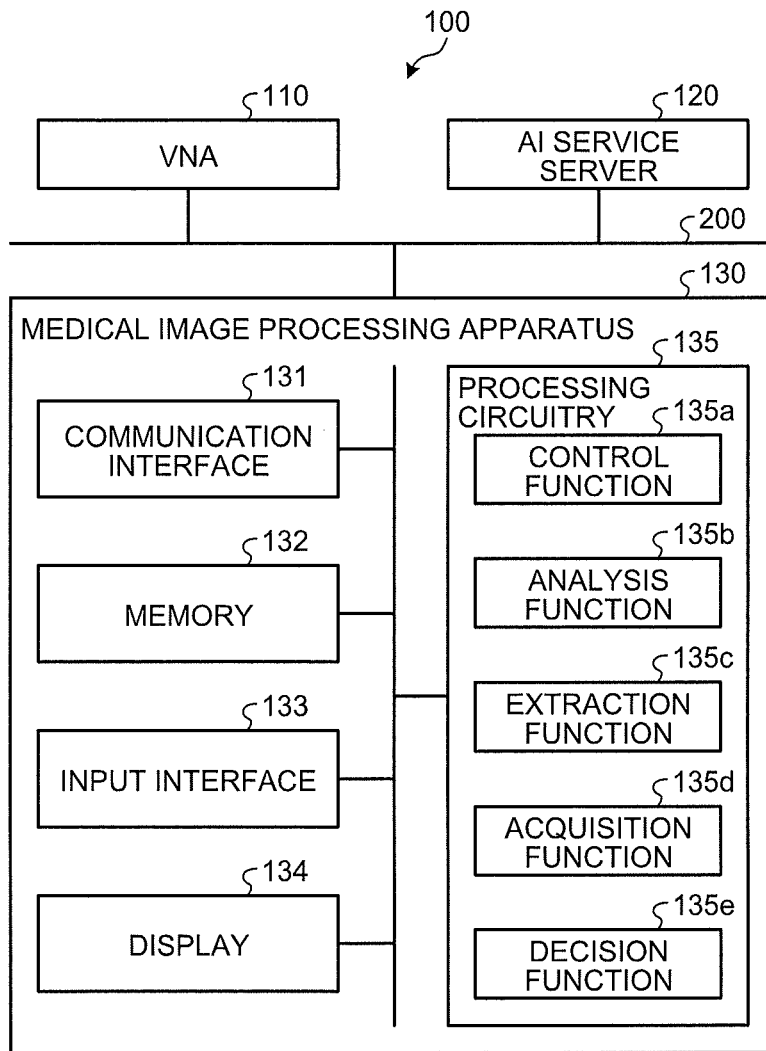 100
110
VNA
120
AI SERVICE
SERVER
200
130
MEDICAL IMAGE PROCESSING APPARATUS
131
COMMUNICATION
INTERFACE
132
MEMORY
133
INPUT INTERFACE
134
DISPLAY
135
PROCESSING
CIRCUITRY
135a
CONTROL
FUNCTION
135b
ANALYSIS
FUNCTION
135c
EXTRACTION
FUNCTION
135d
ACQUISITION
FUNCTION
135e
DECISION
FUNCTION